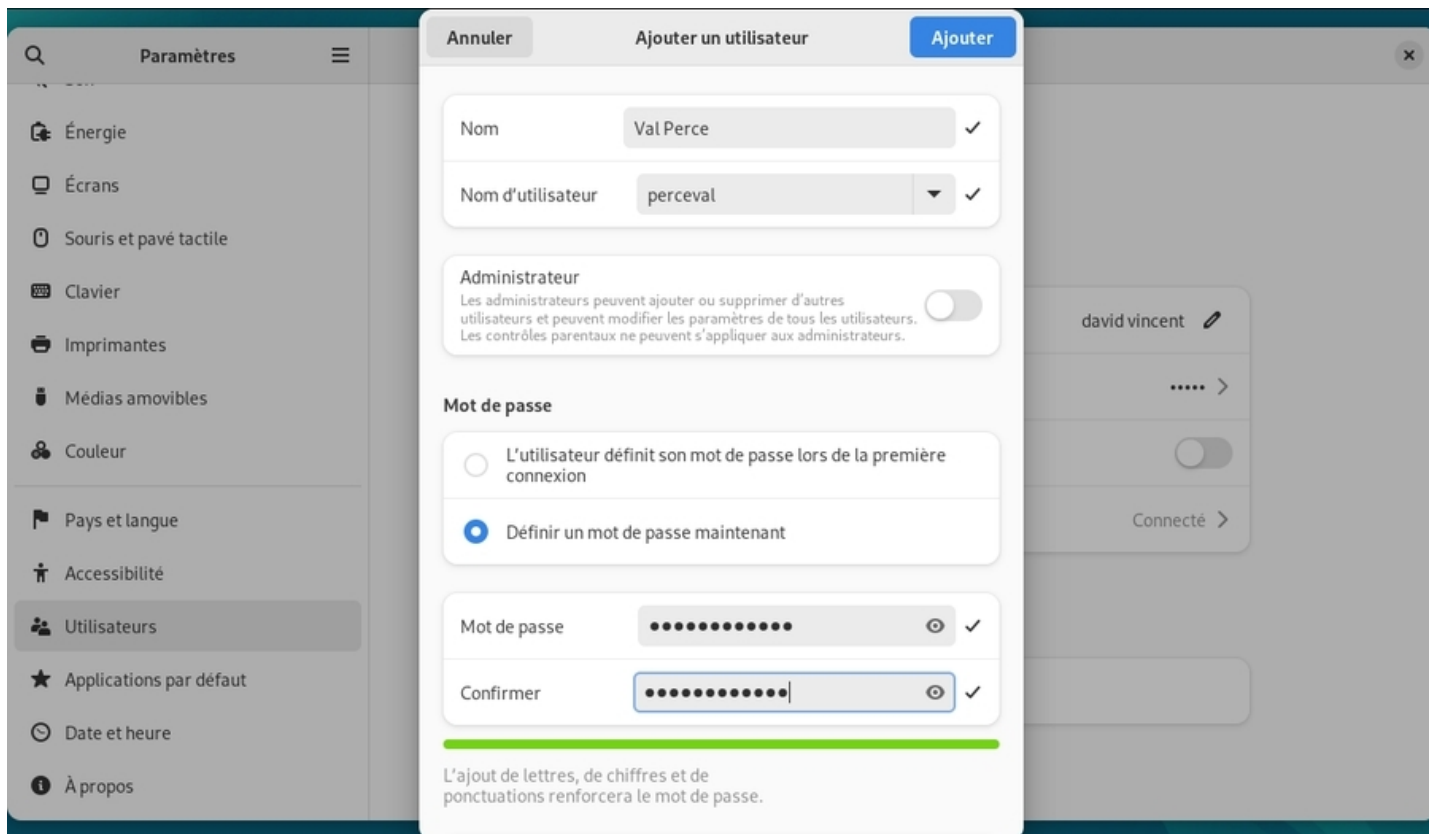 Paramètres
Énergie
Écrans
Souris et pavé tactile
Clavier
Imprimantes
Médias amovibles
Couleur
Pays et langue
Accessibilité
Utilisateurs
Applications par défaut
Date et heure
À propos
Annuler
Ajouter un utilisateur
Ajouter
Nom
Val Perce
Nom d'utilisateur
perceval
Administrateur
Les administrateurs peuvent ajouter ou supprimer d'autres
utilisateurs et peuvent modifier les paramètres de tous les utilisateurs.
Les contrôles parentaux ne peuvent s'appliquer aux administrateurs.
Mot de passe
L'utilisateur définit son mot de passe lors de la première
connexion
Définir un mot de passe maintenant
Mot de passe
●●●●●●●●●●●●
Confirmer
●●●●●●●●●●●●
L'ajout de lettres, de chiffres et de
ponctuations renforcera le mot de passe.
david vincent
•••••
Connecté